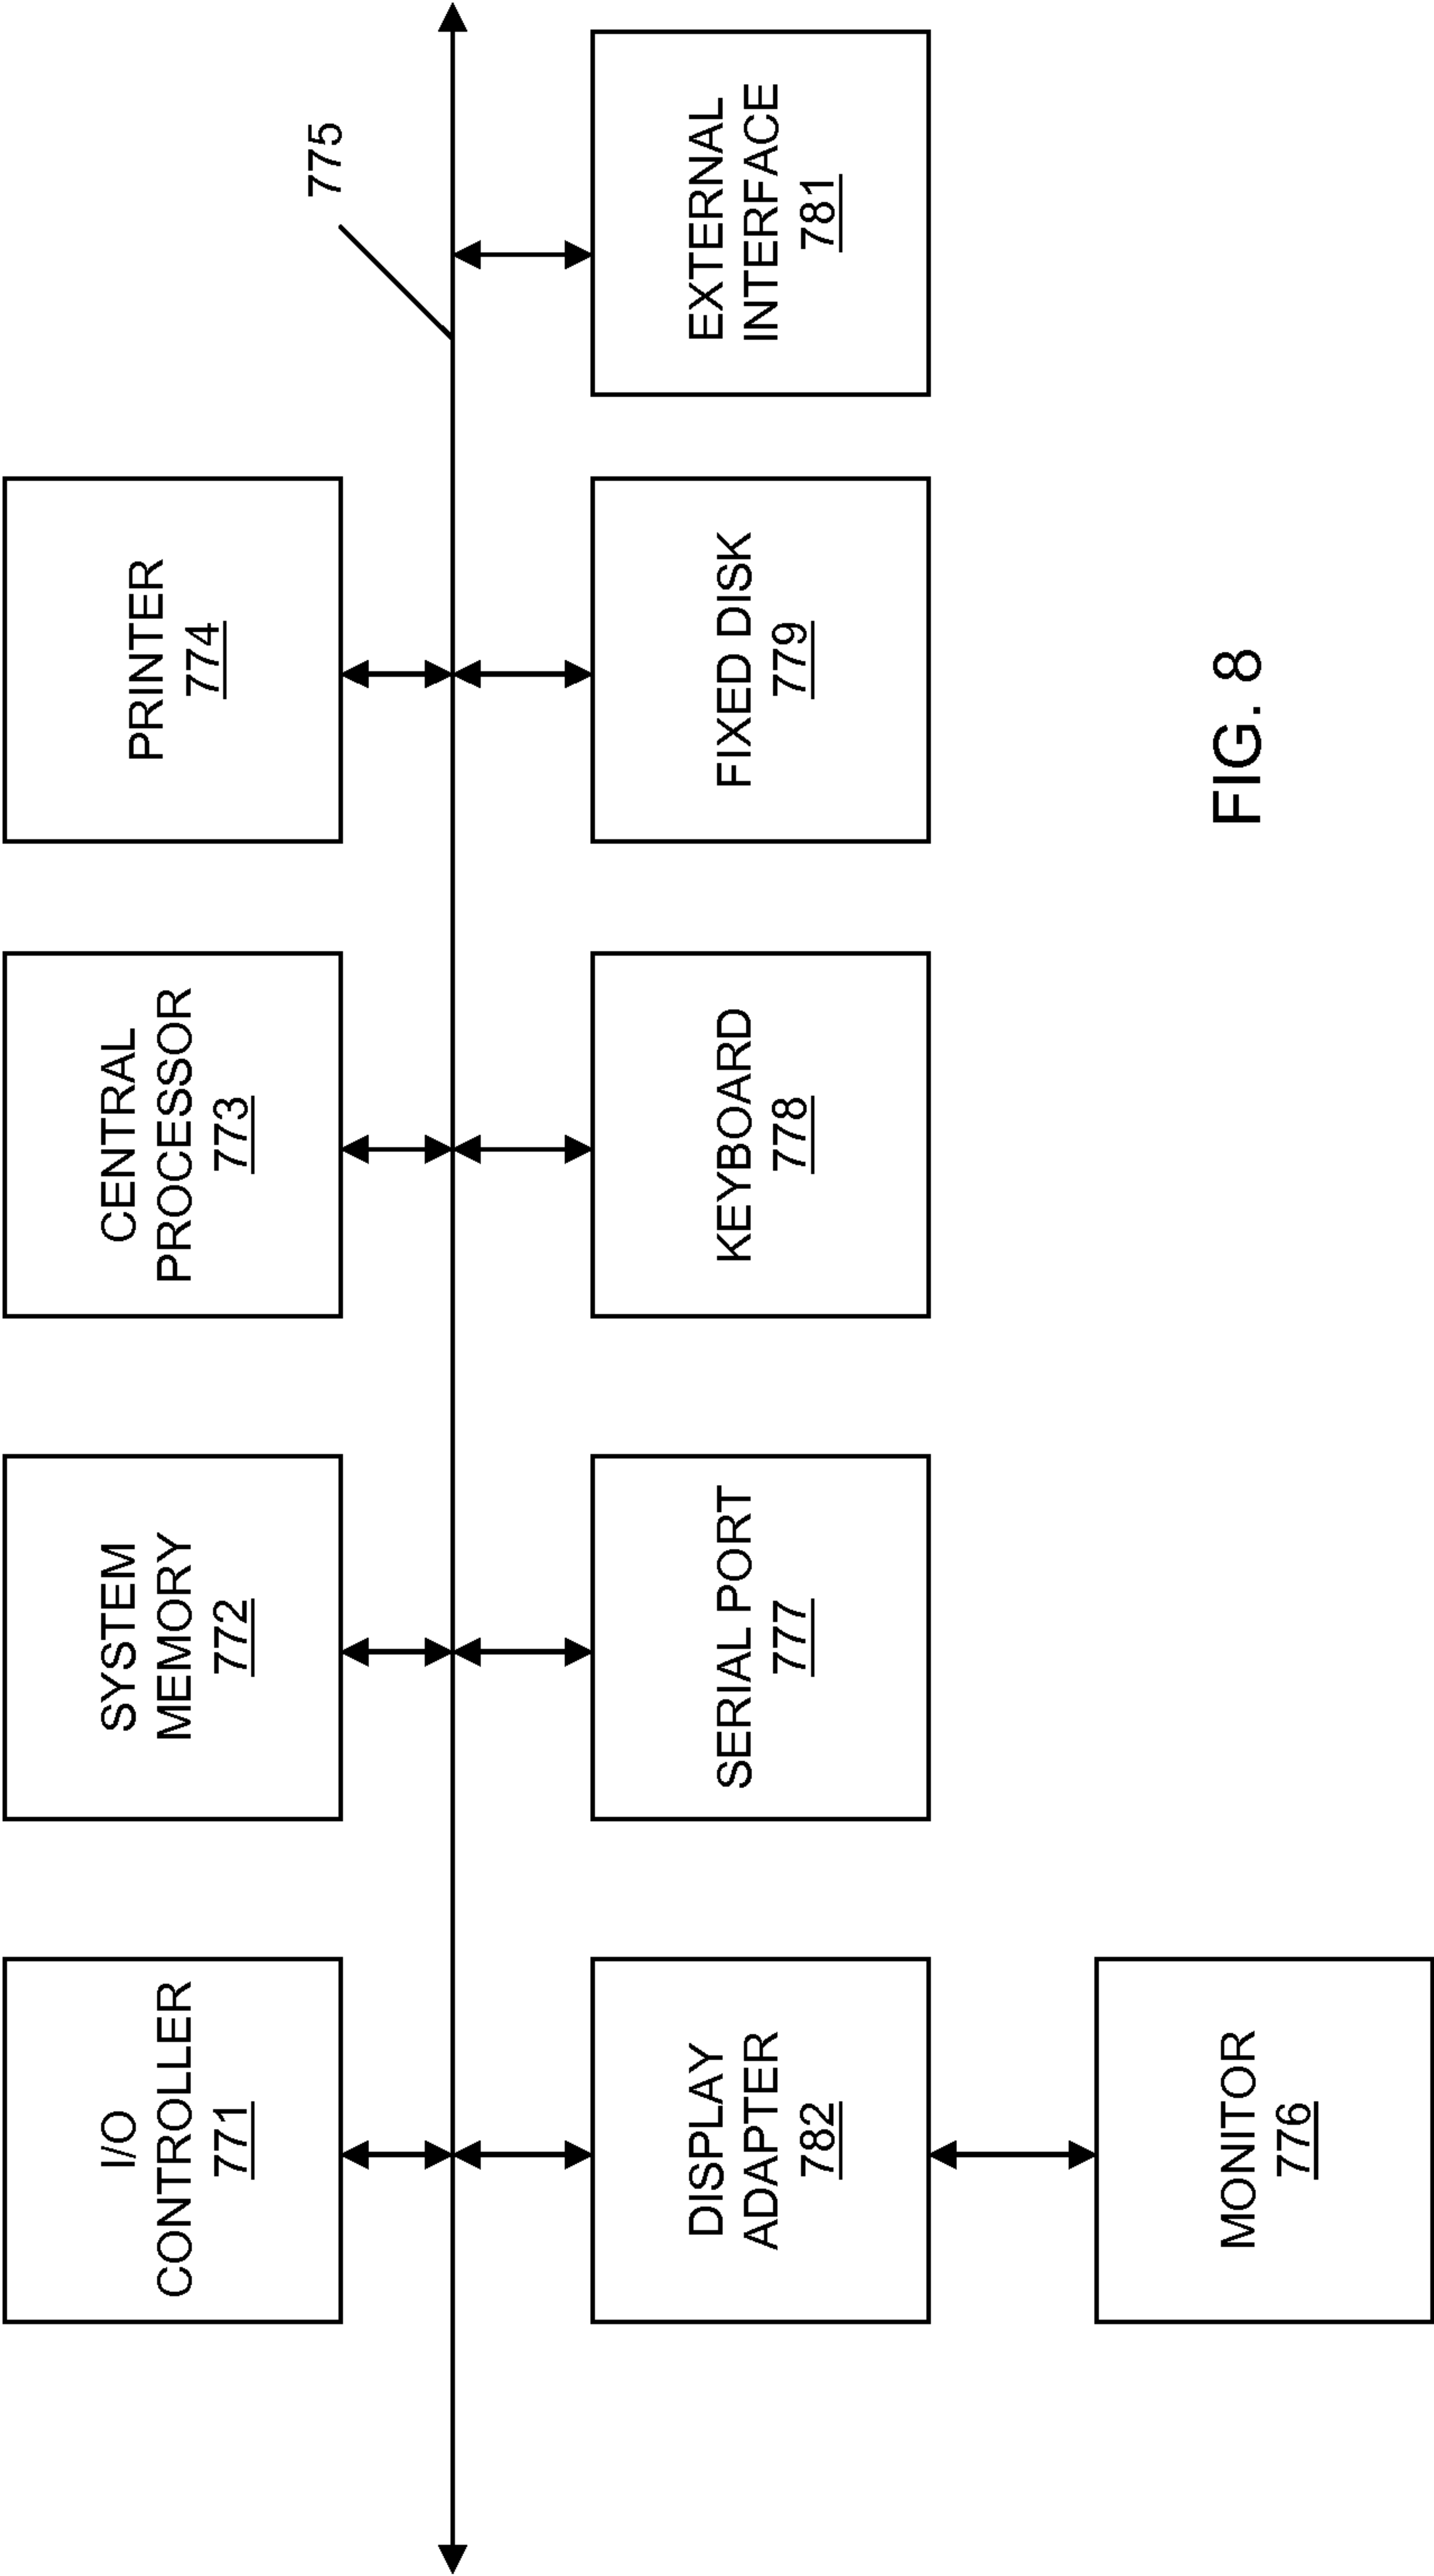 I/O
CONTROLLER
771
SYSTEM
MEMORY
772
CENTRAL
PROCESSOR
773
PRINTER
774
775
DISPLAY
ADAPTER
782
SERIAL PORT
777
KEYBOARD
778
FIXED DISK
779
EXTERNAL
INTERFACE
781
MONITOR
776
FIG. 8